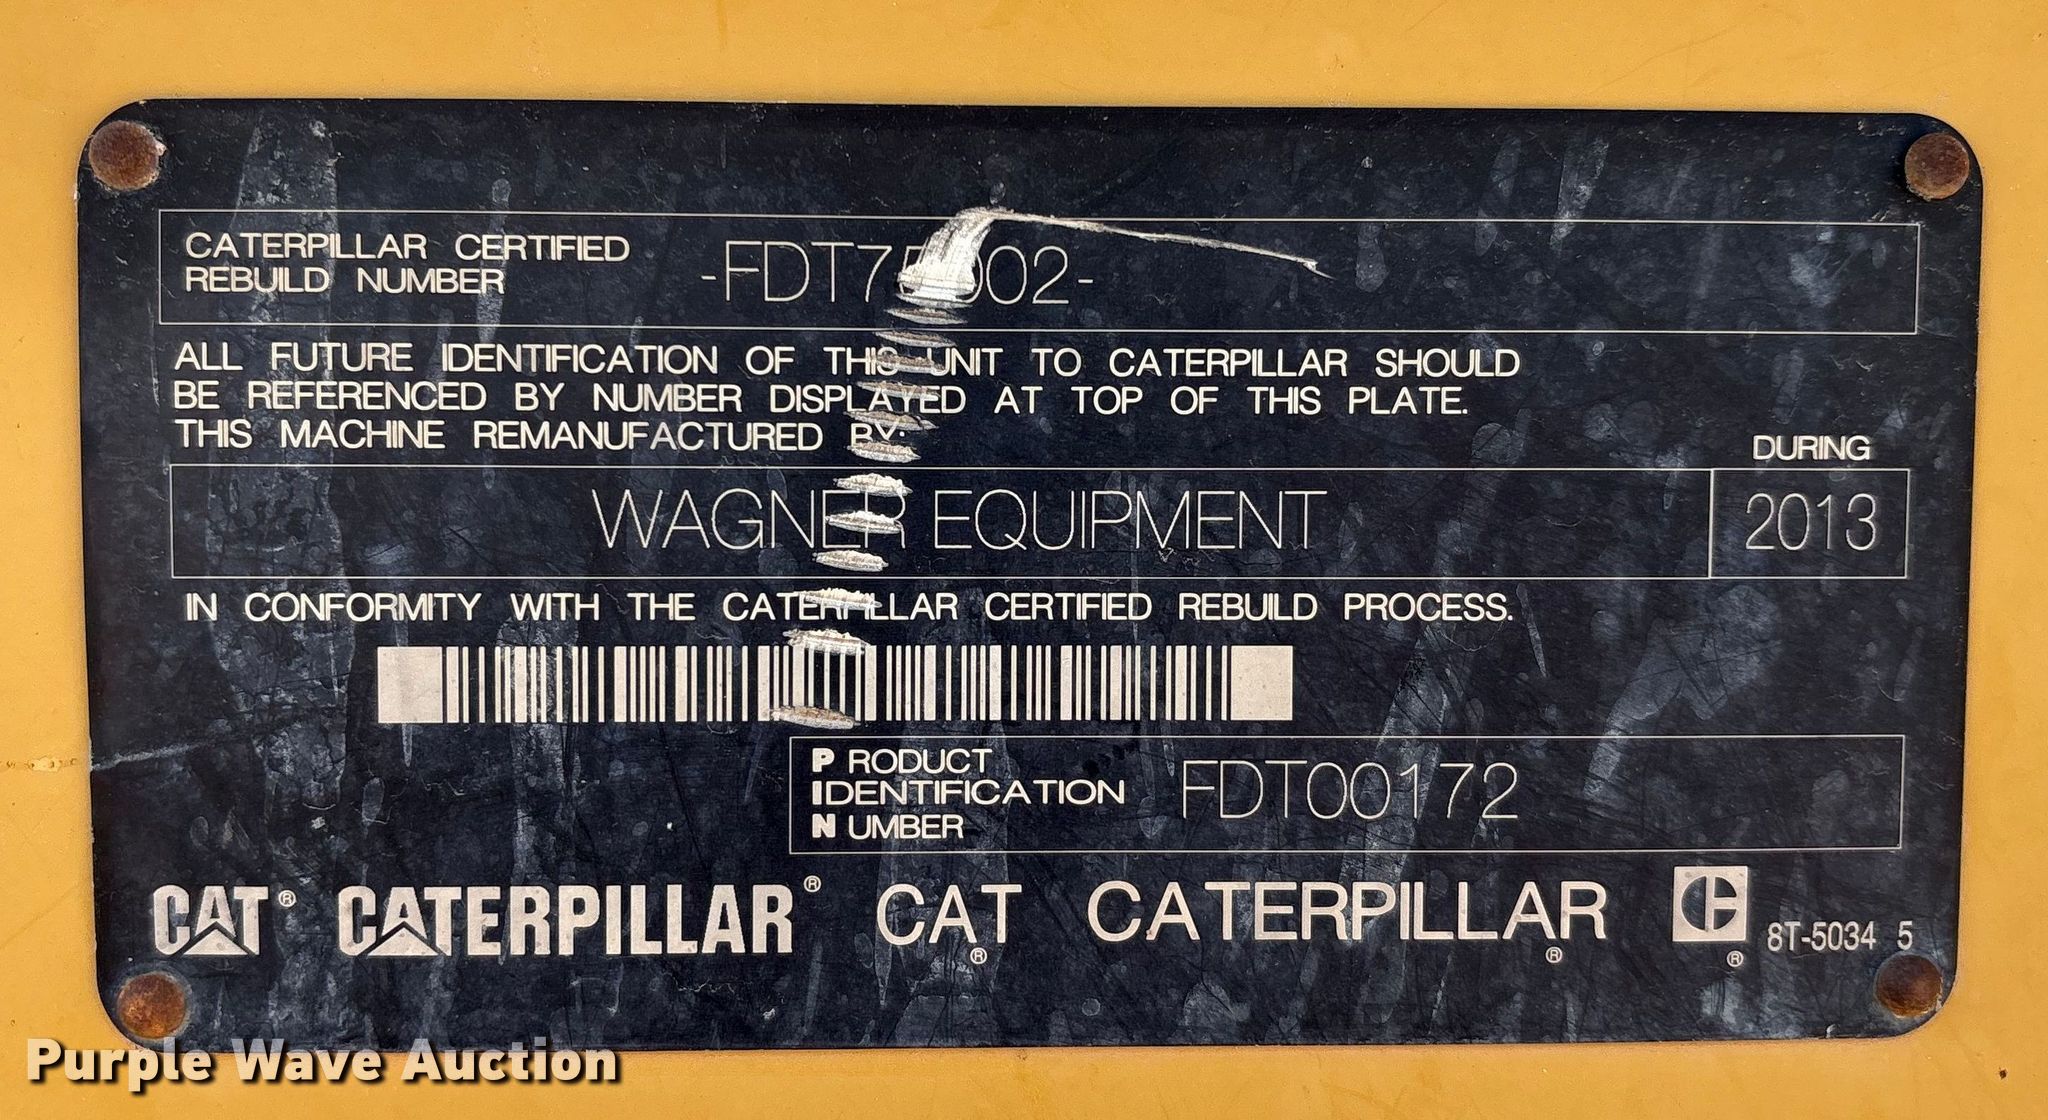 CATERPILLAR CERTIFIED
REBUILD NUMBER
ALL FUTURE IDENTIFICATION OF THIS UNIT TO CATERPILLAR SHOULD
BE REFERENCED BY NUMBER DISPLAYED AT TOP OF THIS PLATE.
THIS MACHINE REMANUFACTURED BY:
DURING
WAGNER EQUIPMENT
2013
IN CONFORMITY WITH THE CATERPILLAR CERTIFIED REBUILD PROCESS.
PRODUCT
IDENTIFICATION
NUMBER
FDT00172
CAT® CATERPILLAR® CAT® CATERPILLAR® ®
8T-5034 5
Purple Wave Auction